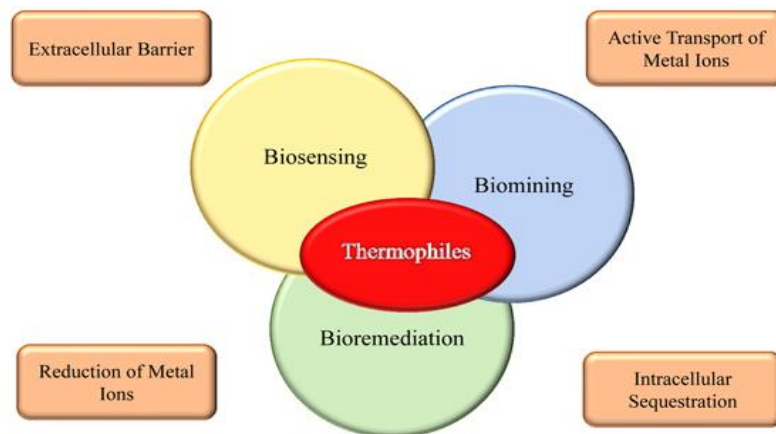 Extracellular Barrier
Active Transport of
Metal Ions
Biosensing
Biomining
Thermophiles
Bioremediation
Reduction of Metal
Ions
Intracellular
Sequestration